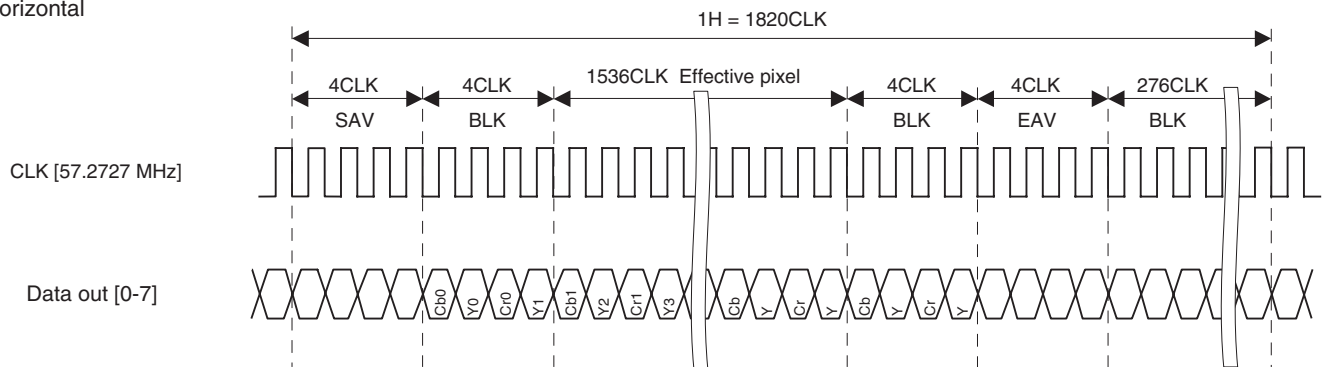 orizontal
1H = 1820CLK
4CLK 4CLK 1536CLK Effective pixel 4CLK 4CLK 276CLK
SAV BLK BLK EAV BLK
CLK [57.2727 MHz]
Data out [0-7]
Cb0 Y0 Cr0 Y1 Cb1 Y2 Cr1 Y3 Cb Y Cr Y Cb Y Cr Y